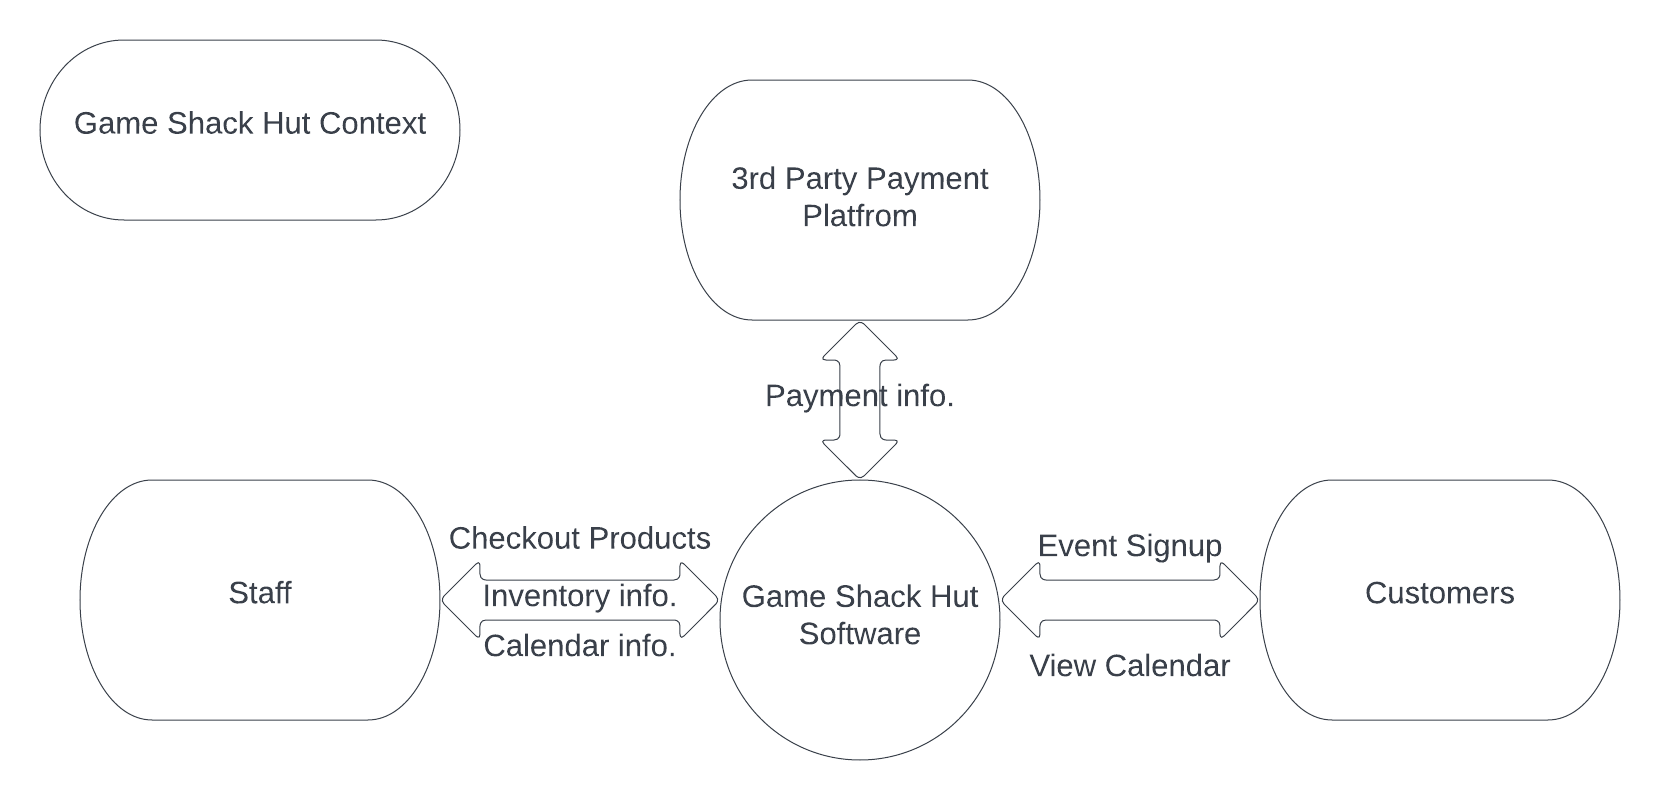 Game Shack Hut Context
3rd Party Payment
Platfrom
Payment info.
Staff
Checkout Products
Inventory info.
Calendar info.
Game Shack Hut
Software
Event Signup
View Calendar
Customers